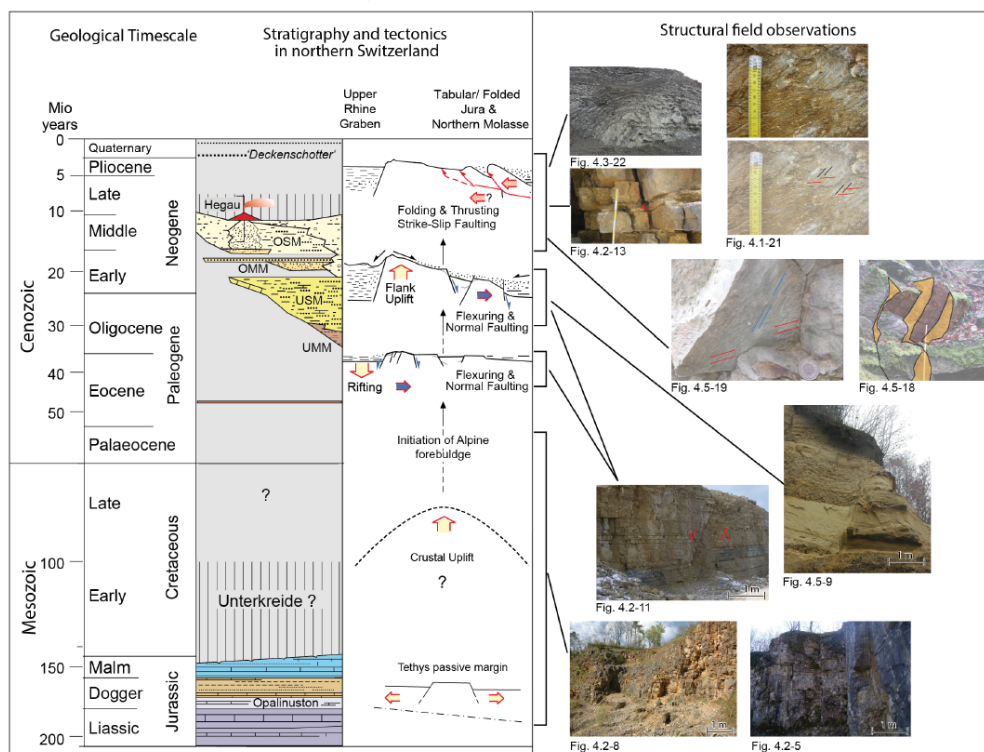 Geological Timescale
Stratigraphy and tectonics
in northern Switzerland
Structural field observations
Mio
years
Upper
Rhine
Graben
Tabular/ Folded
Jura &
Northern Molasse
0
5
10
20
30
40
50
100
150
200
Cenozoic
Mesozoic
Quaternary
Pliocene
Late
Middle
Early
Oligocene
Eocene
Palaeocene
Late
Early
Malm
Dogger
Liassic
Neogene
Paleogene
Cretaceous
Jurassic
'Deckenschotter'
Hegau
OSM
OMM
USM
UMM
?
Unterkreide ?
Opalinuston
?
Folding & Thrusting
Strike-Slip Faulting
Flank
Uplift
Flexuring &
Normal Faulting
Rifting
Flexuring &
Normal Faulting
Initiation of Alpine
forebuldge
Crustal Uplift
?
Tethys passive margin
Fig. 4.3-22
Fig. 4.2-13
Fig. 4.1-21
Fig. 4.5-19
Fig. 4.5-18
1 m
Fig. 4.2-11
1 m
Fig. 4.5-9
1 m
Fig. 4.2-8
1 m
Fig. 4.2-5